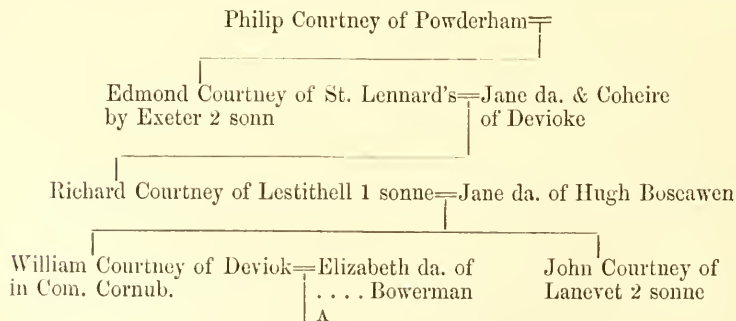 Philip Courtney of Powderham
Edmond Courtney of St. Lennard's=Jane da. & Coheire
by Exeter 2 sonn
of Devioke
Richard Courtney of Lestithell 1 sonne=Jane da. of Hugh Boscawen
William Courtney of Deviok=Elizabeth da. of
in Com. Cornub.
. . . . Bowerman
John Courtney of
Lanevet 2 sonne
A